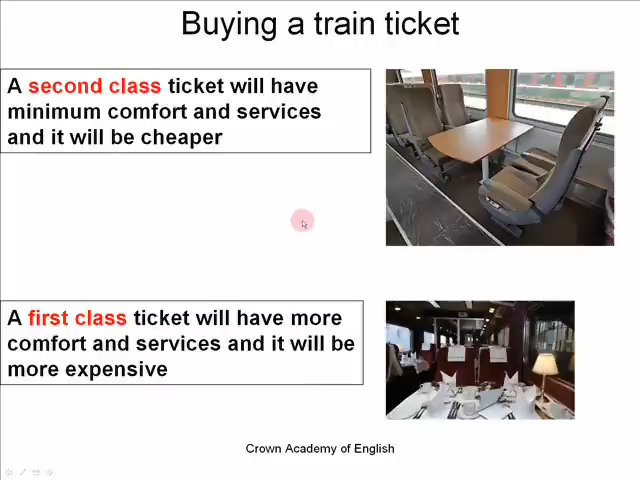 Buying a train ticket
A second class ticket will have
minimum comfort and services
and it will be cheaper
A first class ticket will have more
comfort and services and it will be
more expensive
Crown Academy of English